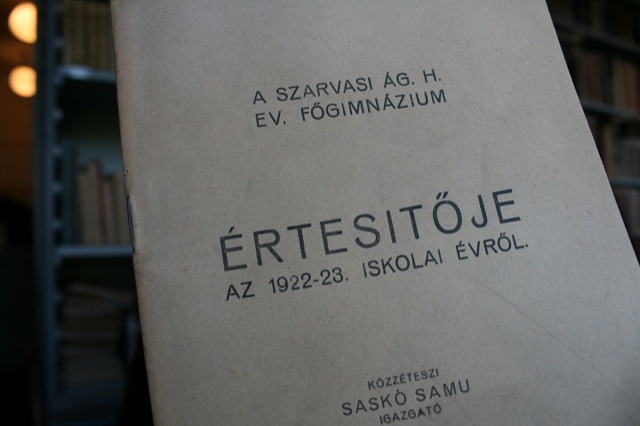 A SZARVASI ÁG. H.
EV. FŐGIMNÁZIUM
ÉRTESITŐJE
AZ 1922-23. ISKOLAI ÉVRŐL.
KÖZZÉTESZI
SASKÓ SAMU
IGAZGATÓ